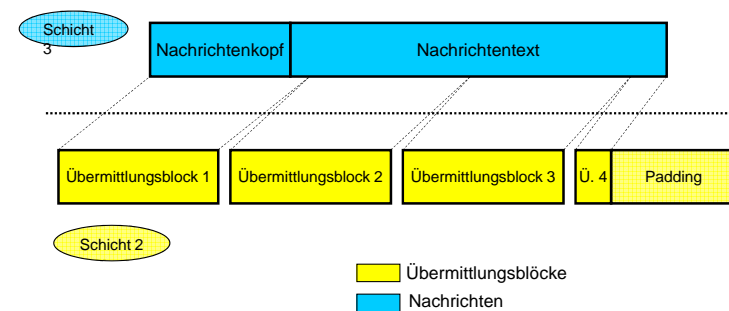 Schicht
3
Nachrichtenkopf Nachrichtentext
Übermittlungsblock 1 Übermittlungsblock 2 Übermittlungsblock 3 Ü. 4 Padding
Schicht 2
Übermittlungsblöcke
Nachrichten